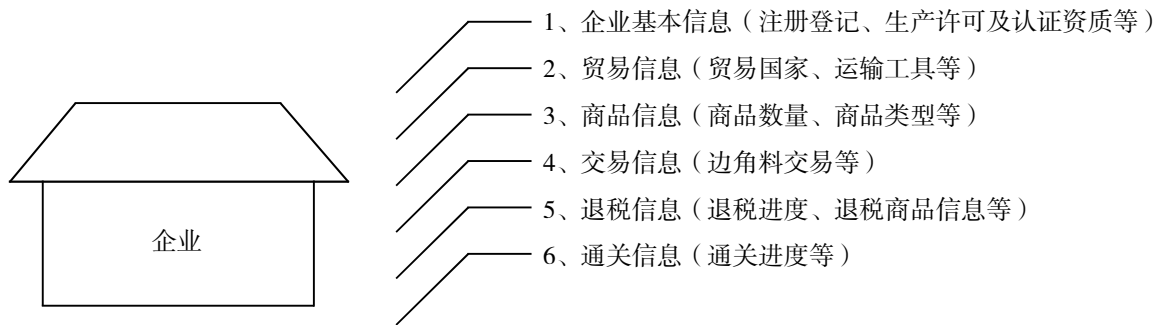 1、企业基本信息（注册登记、生产许可及认证资质等）
2、贸易信息（贸易国家、运输工具等）
3、商品信息（商品数量、商品类型等）
4、交易信息（边角料交易等）
5、退税信息（退税进度、退税商品信息等）
6、通关信息（通关进度等）
企业